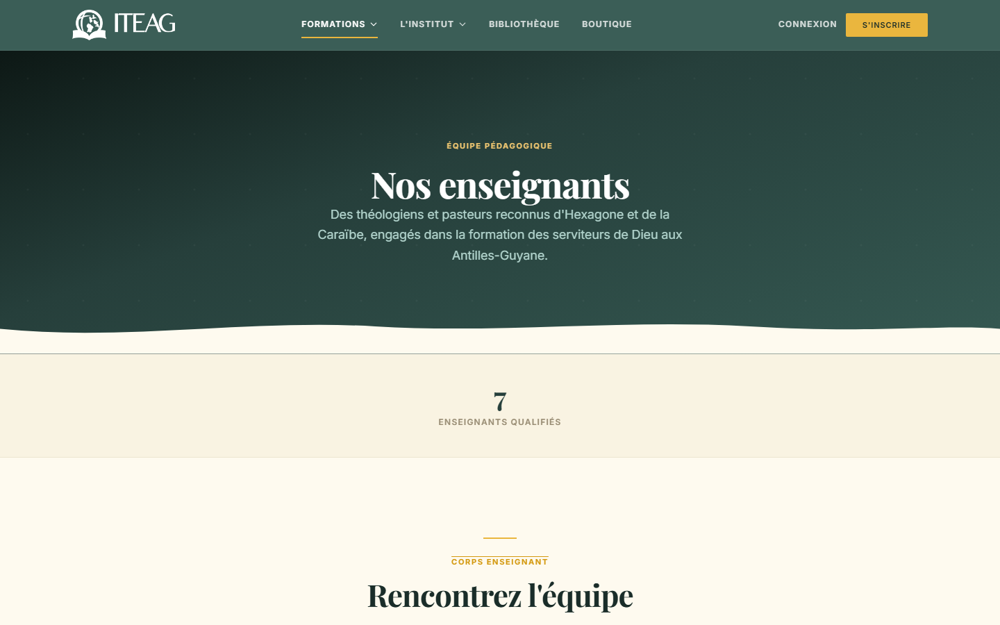 ITEAG
FORMATIONS
L'INSTITUT
BIBLIOTHÈQUE
BOUTIQUE
CONNEXION
S'INSCRIRE
ÉQUIPE PÉDAGOGIQUE
Nos enseignants
Des théologiens et pasteurs reconnus d'Hexagone et de la
Caraïbe, engagés dans la formation des serviteurs de Dieu aux
Antilles-Guyane.
7
ENSEIGNANTS QUALIFIÉS
CORPS ENSEIGNANT
Rencontrez l'équipe